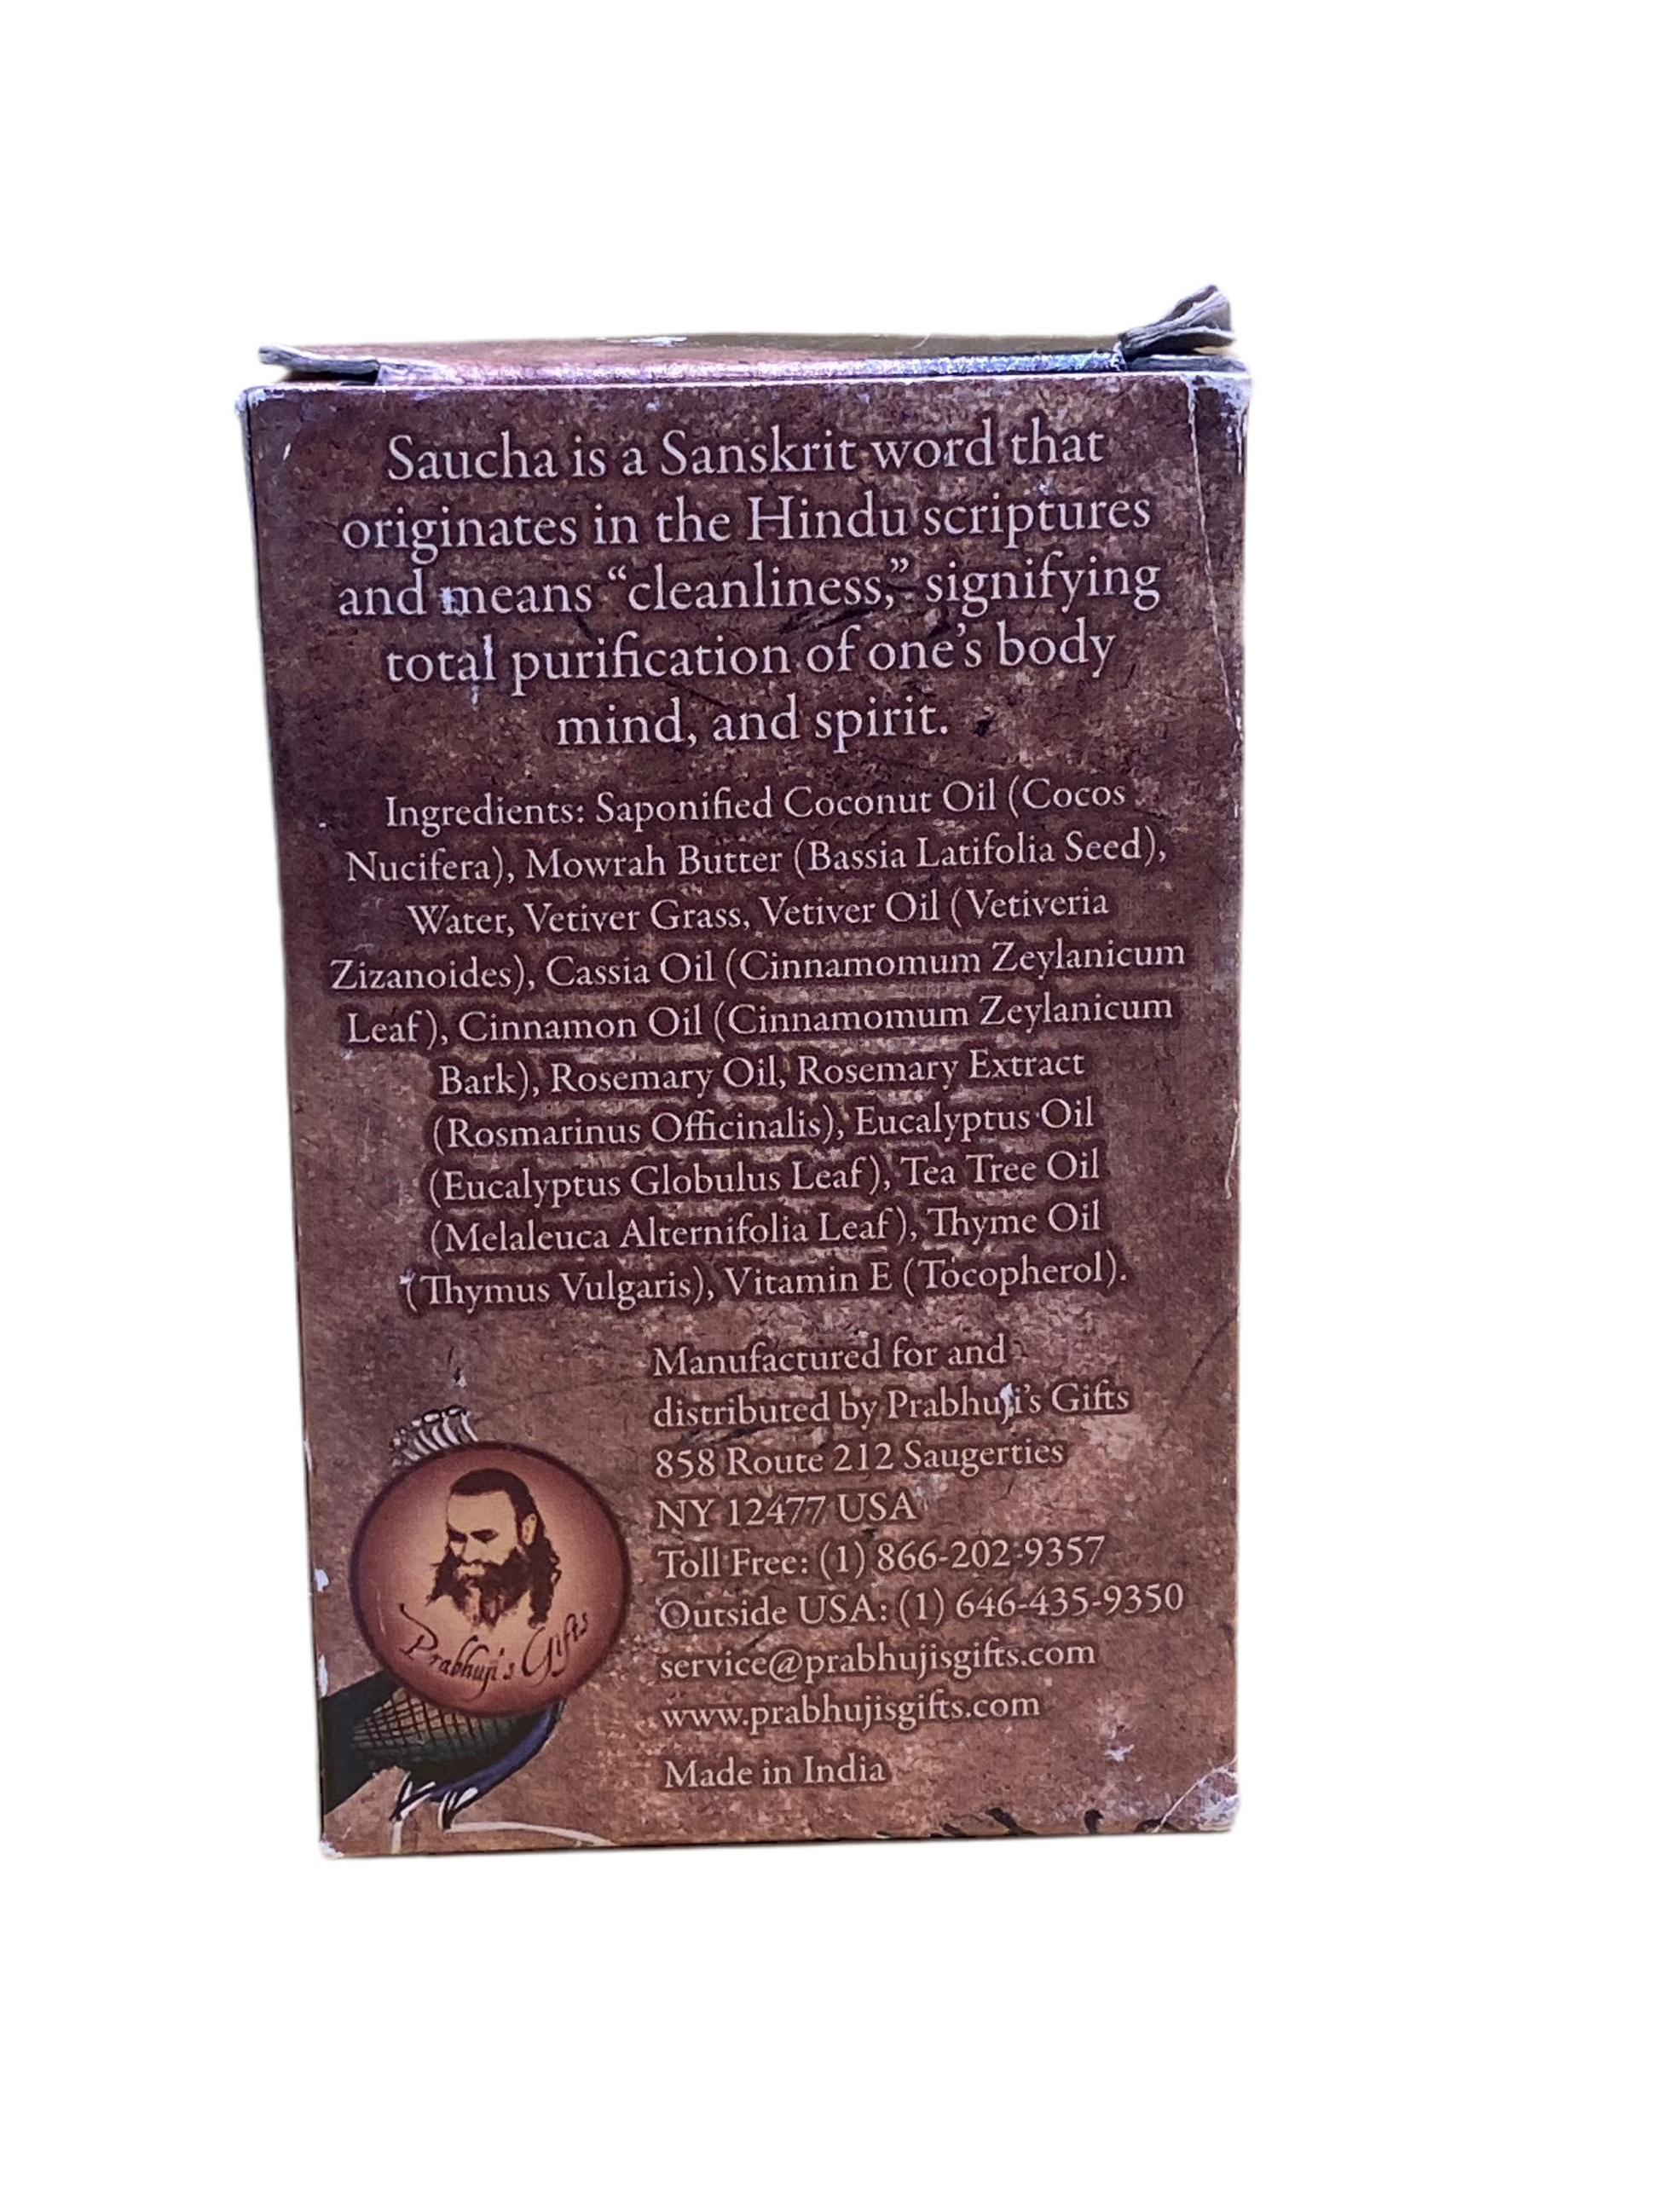 Saucha is a Sanskrit word that
originates in the Hindu scriptures
and means “cleanliness,” signifying
total purification of one’s body
mind, and spirit.
Ingredients: Saponified Coconut Oil (Cocos
Nucifera), Mowrah Butter (Bassia Latifolia Seed),
Water, Vetiver Grass, Vetiver Oil (Vetiveria
Zizanoides), Cassia Oil (Cinnamomum Zeylanicum
Leaf), Cinnamon Oil (Cinnamomum Zeylanicum
Bark), Rosemary Oil, Rosemary Extract
(Rosmarinus Officinalis), Eucalyptus Oil
(Eucalyptus Globulus Leaf), Tea Tree Oil
(Melaleuca Alternifolia Leaf), Thyme Oil
(Thymus Vulgaris), Vitamin E (Tocopherol).
Manufactured for and
distributed by Prabhuji’s Gifts
858 Route 212 Saugerties
NY 12477 USA
Toll Free: (1) 866-202-9357
Outside USA: (1) 646-435-9350
service@prabhujisgifts.com
www.prabhujisgifts.com
Made in India
Prabhuji's Gifts